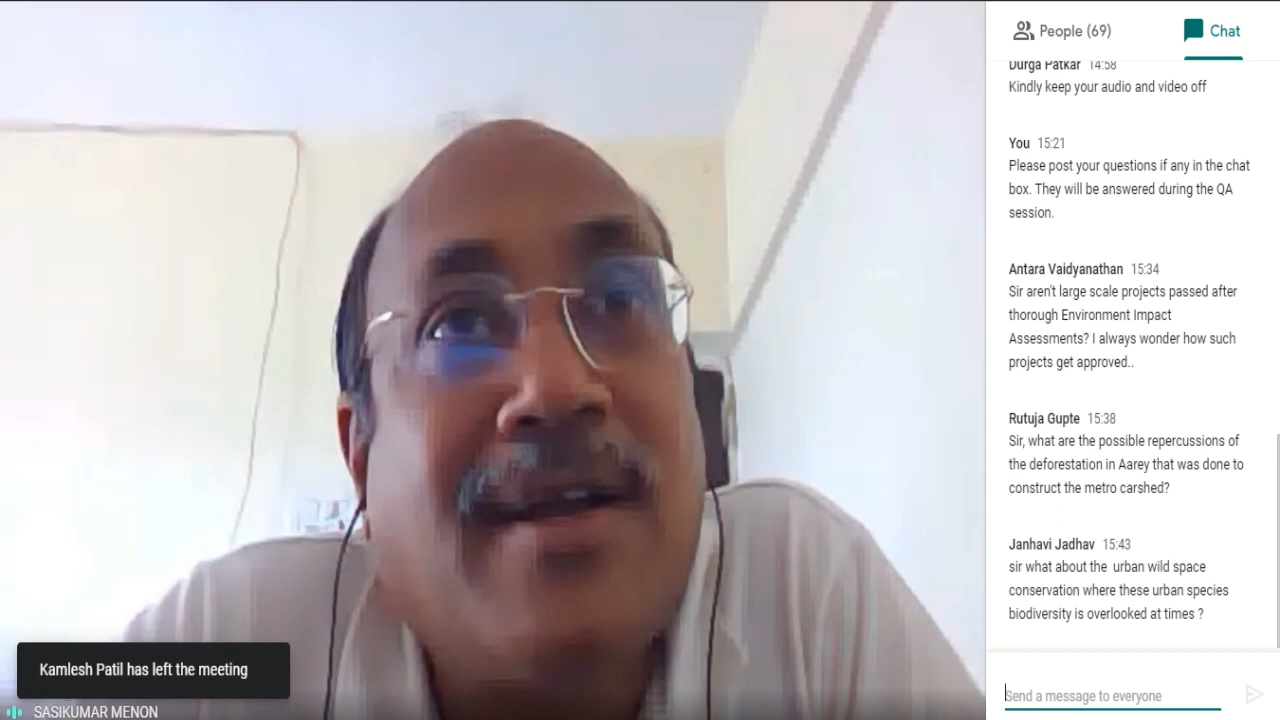 People (69)
Chat
Durga Patkar 14:58
Kindly keep your audio and video off
You 15:21
Please post your questions if any in the chat
box. They will be answered during the QA
session.
Antara Vaidyanathan 15:34
Sir aren't large scale projects passed after
thorough Environment Impact
Assessments? I always wonder how such
projects get approved..
Rutuja Gupte 15:38
Sir, what are the possible repercussions of
the deforestation in Aarey that was done to
construct the metro carshed?
Janhavi Jadhav 15:43
sir what about the urban wild space
conservation where these urban species
biodiversity is overlooked at times ?
Send a message to everyone
Kamlesh Patil has left the meeting
SASIKUMAR MENON